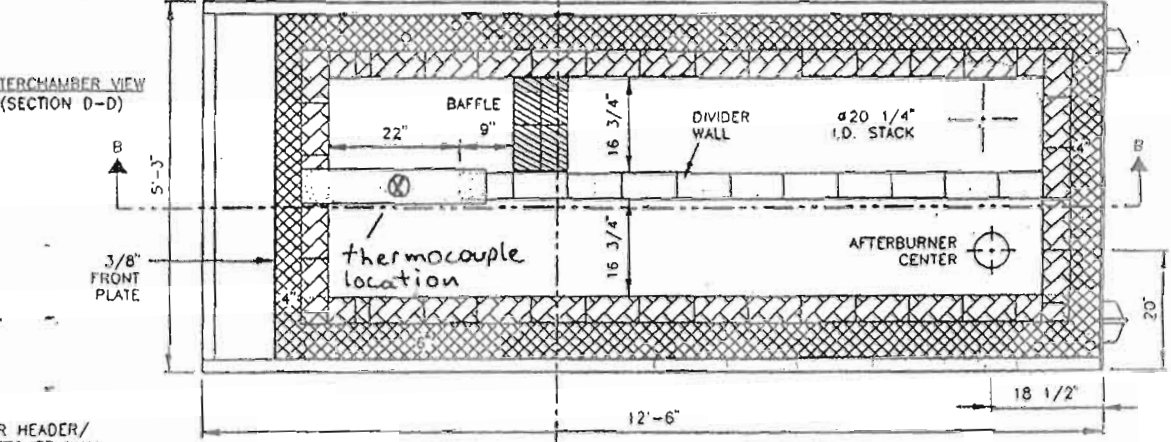 TERCHAMBER VIEW
(SECTION D-D)
B
5'-3"
BAFFLE
22"
9"
16 3/4"
DIVIDER
WALL
ø20 1/4"
I.D. STACK
4"
B
thermocouple
location
3/8"
FRONT
PLATE
4"
6"
16 3/4"
AFTERBURNER
CENTER
20"
18 1/2"
12'-6"
R HEADER/